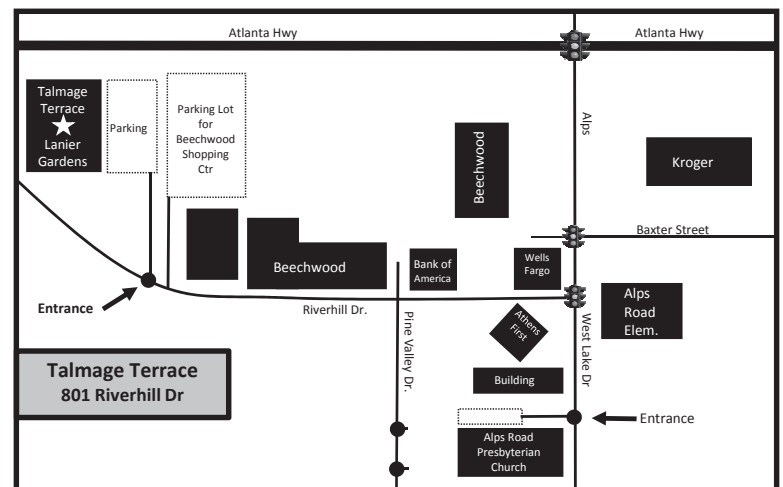 Atlanta Hwy
Atlanta Hwy
Talmage
Terrace
Lanier
Gardens
Parking
Parking Lot
for
Beechwood
Shopping
Ctr
Beechwood
Alps
Kroger
Baxter Street
Beechwood
Bank of
America
Wells
Fargo
Entrance
Riverhill Dr.
Alps
Road
Elem.
Athens
First
Pine Valley Dr.
West Lake Dr
Talmage Terrace
801 Riverhill Dr
Building
Entrance
Alps Road
Presbyterian
Church